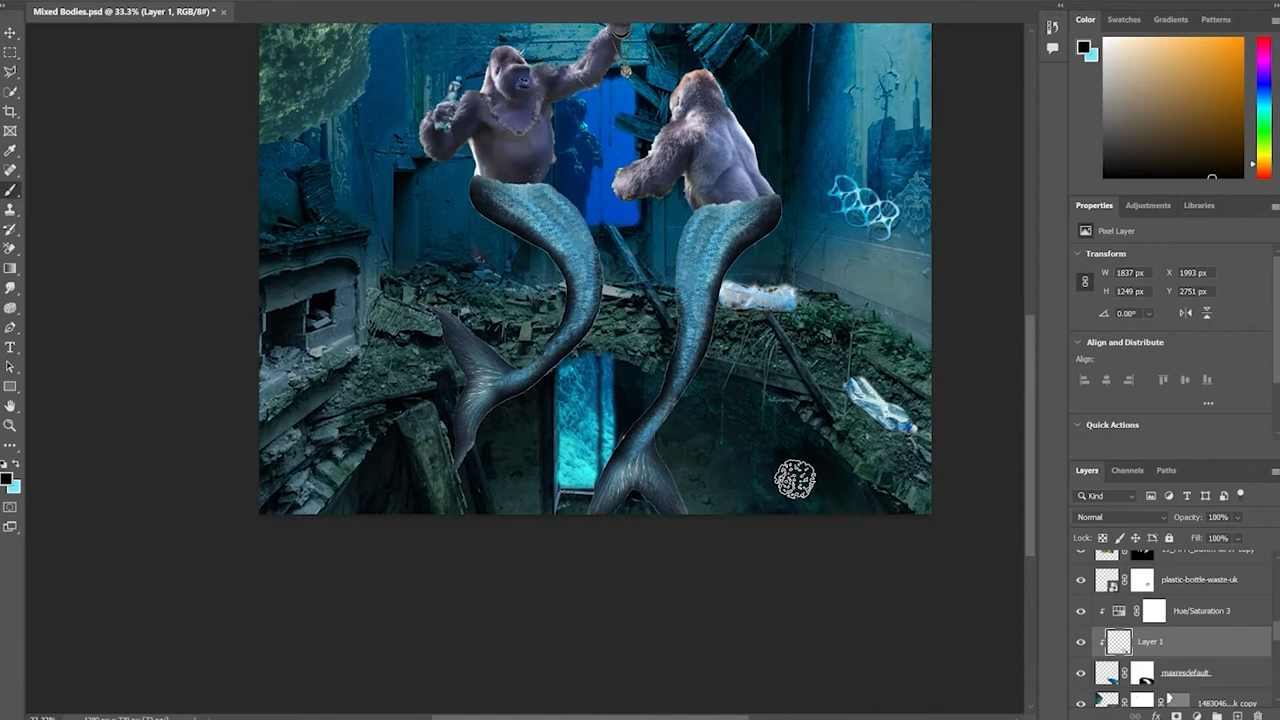 Mixed Bodies.psd @ 33.3% (Layer 1, RGB/8#) *
Color
Swatches
Gradients
Patterns
Properties
Adjustments
Libraries
Pixel Layer
Transform
W 1837 px X 1993 px
H 1249 px Y 2751 px
0.00°
Align and Distribute
Align:
Quick Actions
Layers
Channels
Paths
Kind
Normal Opacity: 100%
Lock: Fill: 100%
plastic-bottle-waste-uk
Hue/Saturation 3
Layer 1
maxresdefault
1483046...k copy